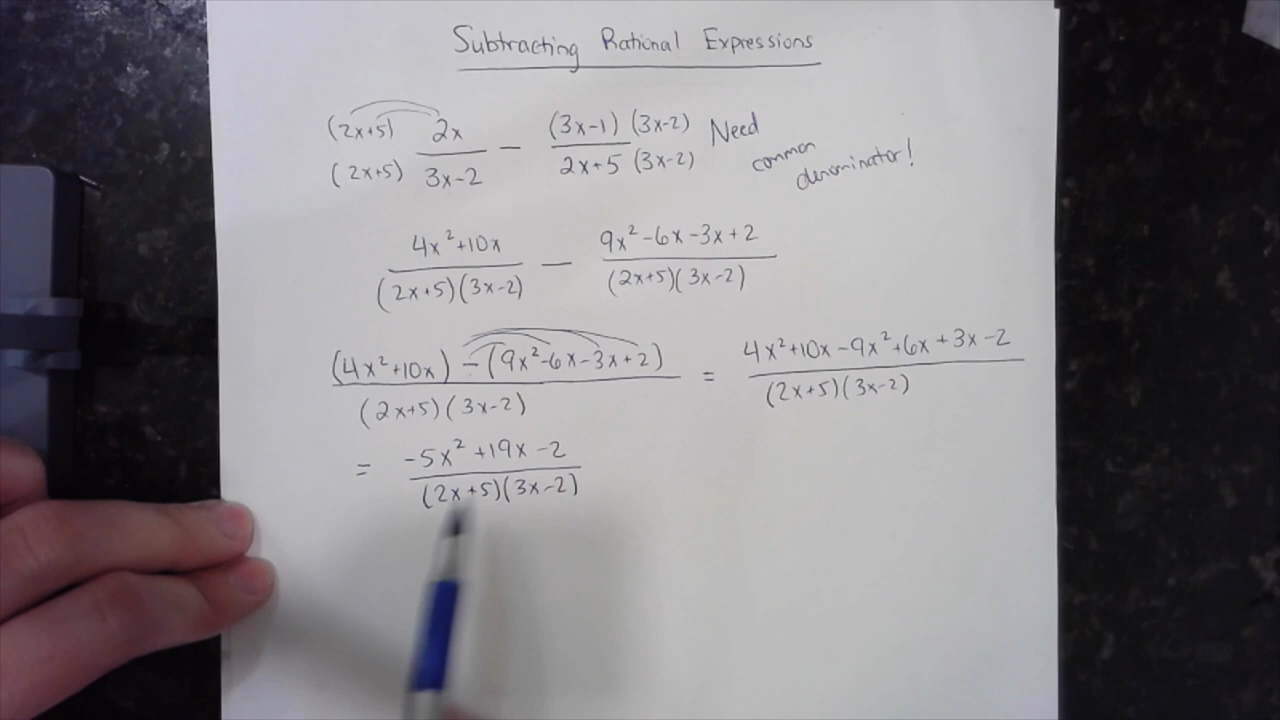 Subtracting Rational Expressions
(2x+5) 2x − (3x−1) (3x−2) Need
(2x+5) 3x−2 2x+5 (3x−2) common
denominator!
4x²+10x − 9x²−6x−3x+2
(2x+5)(3x−2) (2x+5)(3x−2)
(4x²+10x) − (9x²−6x−3x+2) = 4x²+10x−9x²+6x+3x−2
(2x+5)(3x−2) (2x+5)(3x−2)
= −5x²+19x−2
(2x+5)(3x−2)